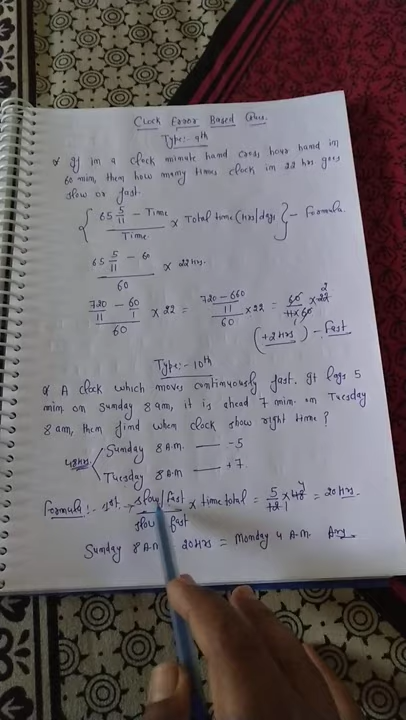 Clock Error Based Ques.
Type:- 9th
* If in a clock minute hand cross hour hand in
60 min, then how many times clock in 22 hrs goes
slow or fast.
{ (65 5/11 - Time) / Time × Total time (hrs/days) } - Formula.
(65 5/11 - 60) / 60 × 22 hrs.
(720/11 - 60/1) / 60 × 22 = ((720 - 660)/11) / 60 × 22 = 60/(11×60) × 22 2
(+2 Hrs) - Fast
Type:- 10th
Q A clock which moves continuously fast. It lags 5
min on Sunday 8 am, it is ahead 7 min on Tuesday
8 am, then find when clock show right time?
48 hrs < Sunday 8 A.M. — -5
Tuesday 8 A.M — +7
Formula:- 1st → slow/fast / slow fast × time total = 5/12 × 48 = 20 Hrs.
Sunday 8 A.M 20 Hrs = Monday 4 A.M. Ans